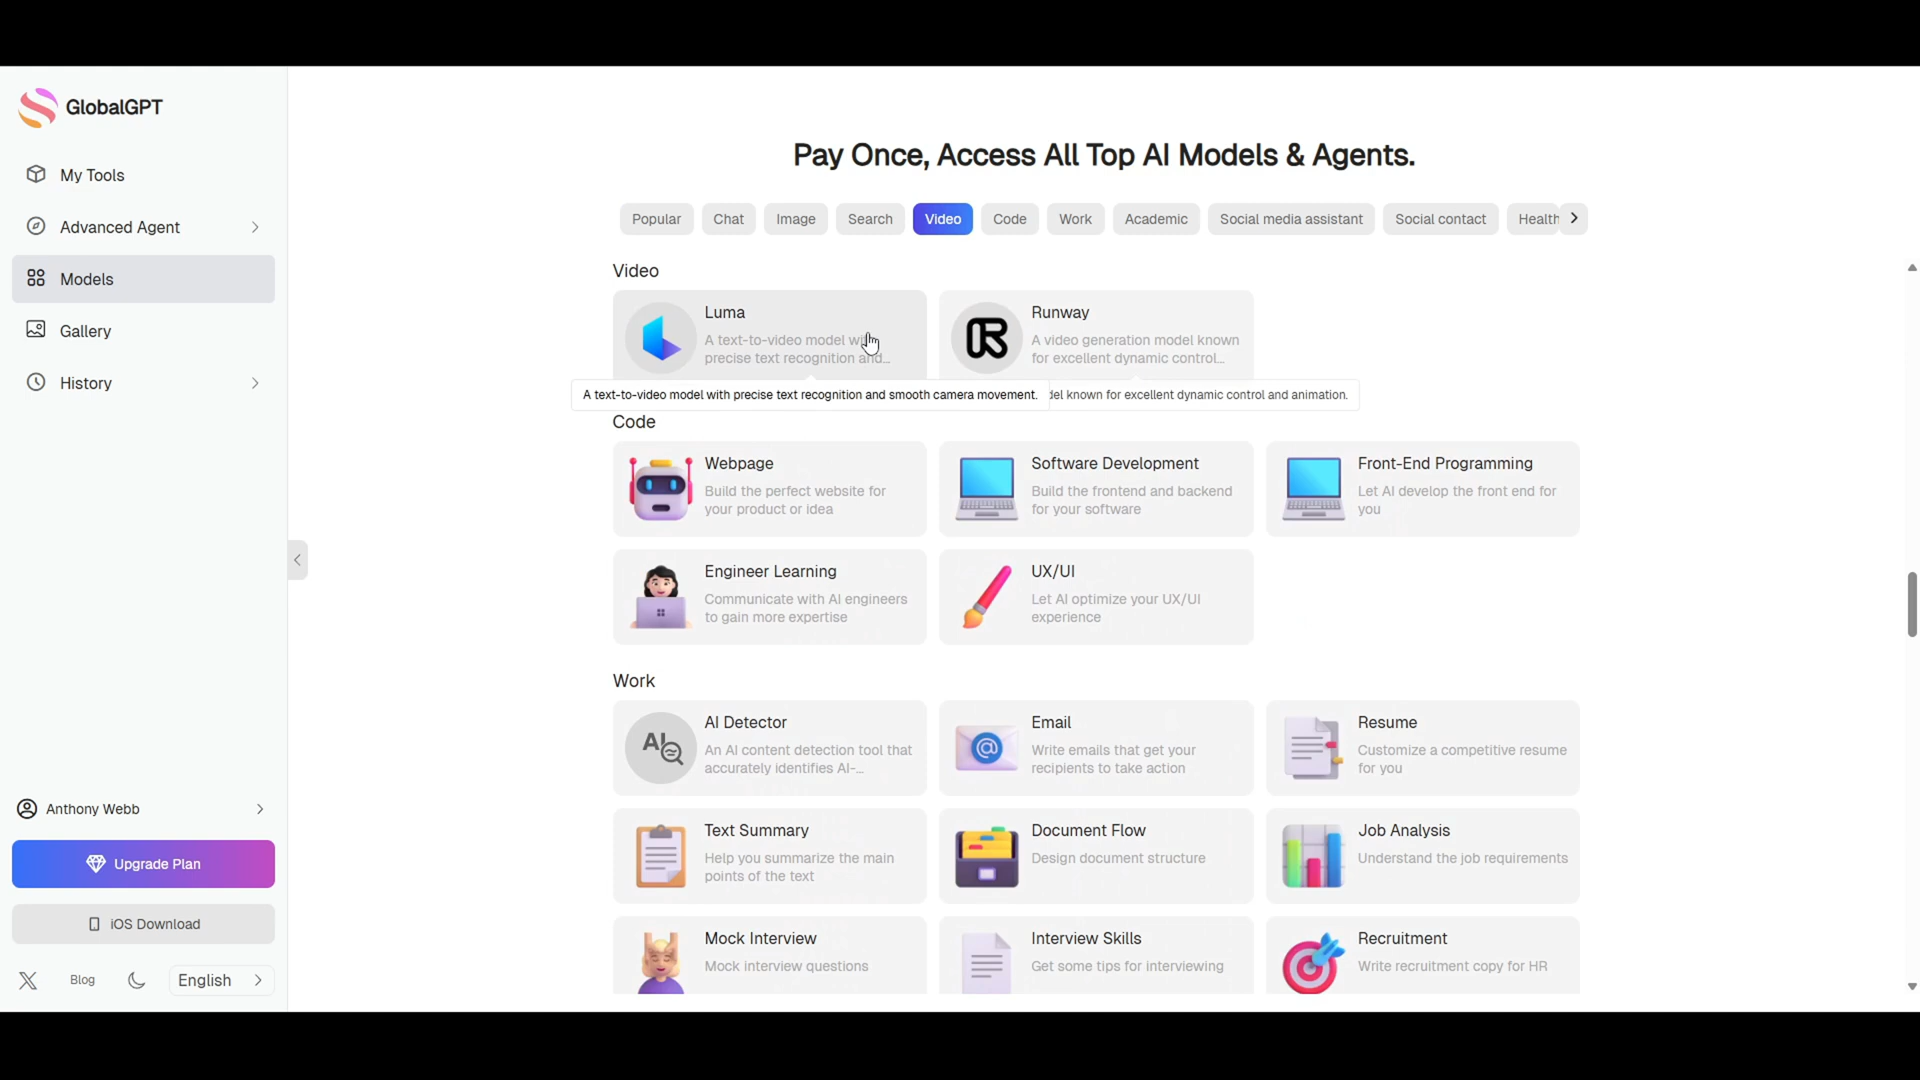 GlobalGPT
My Tools
Advanced Agent
Models
Gallery
History
Anthony Webb
Upgrade Plan
iOS Download
Blog
English
Pay Once, Access All Top AI Models & Agents.
Popular
Chat
Image
Search
Video
Code
Work
Academic
Social media assistant
Social contact
Health
Video
Luma
A text-to-video model
precise text recognition and...
Runway
A video generation model known
for excellent dynamic control...
A text-to-video model with precise text recognition and smooth camera movement.
known for excellent dynamic control and animation.
Code
Webpage
Build the perfect website for
your product or idea
Software Development
Build the frontend and backend
for your software
Front-End Programming
Let AI develop the front end for
you
Engineer Learning
Communicate with AI engineers
to gain more expertise
UX/UI
Let AI optimize your UX/UI
experience
Work
AI
AI Detector
An AI content detection tool that
accurately identifies AI-...
@
Email
Write emails that get your
recipients to take action
Resume
Customize a competitive resume
for you
Text Summary
Help you summarize the main
points of the text
Document Flow
Design document structure
Job Analysis
Understand the job requirements
Mock Interview
Mock interview questions
Interview Skills
Get some tips for interviewing
Recruitment
Write recruitment copy for HR